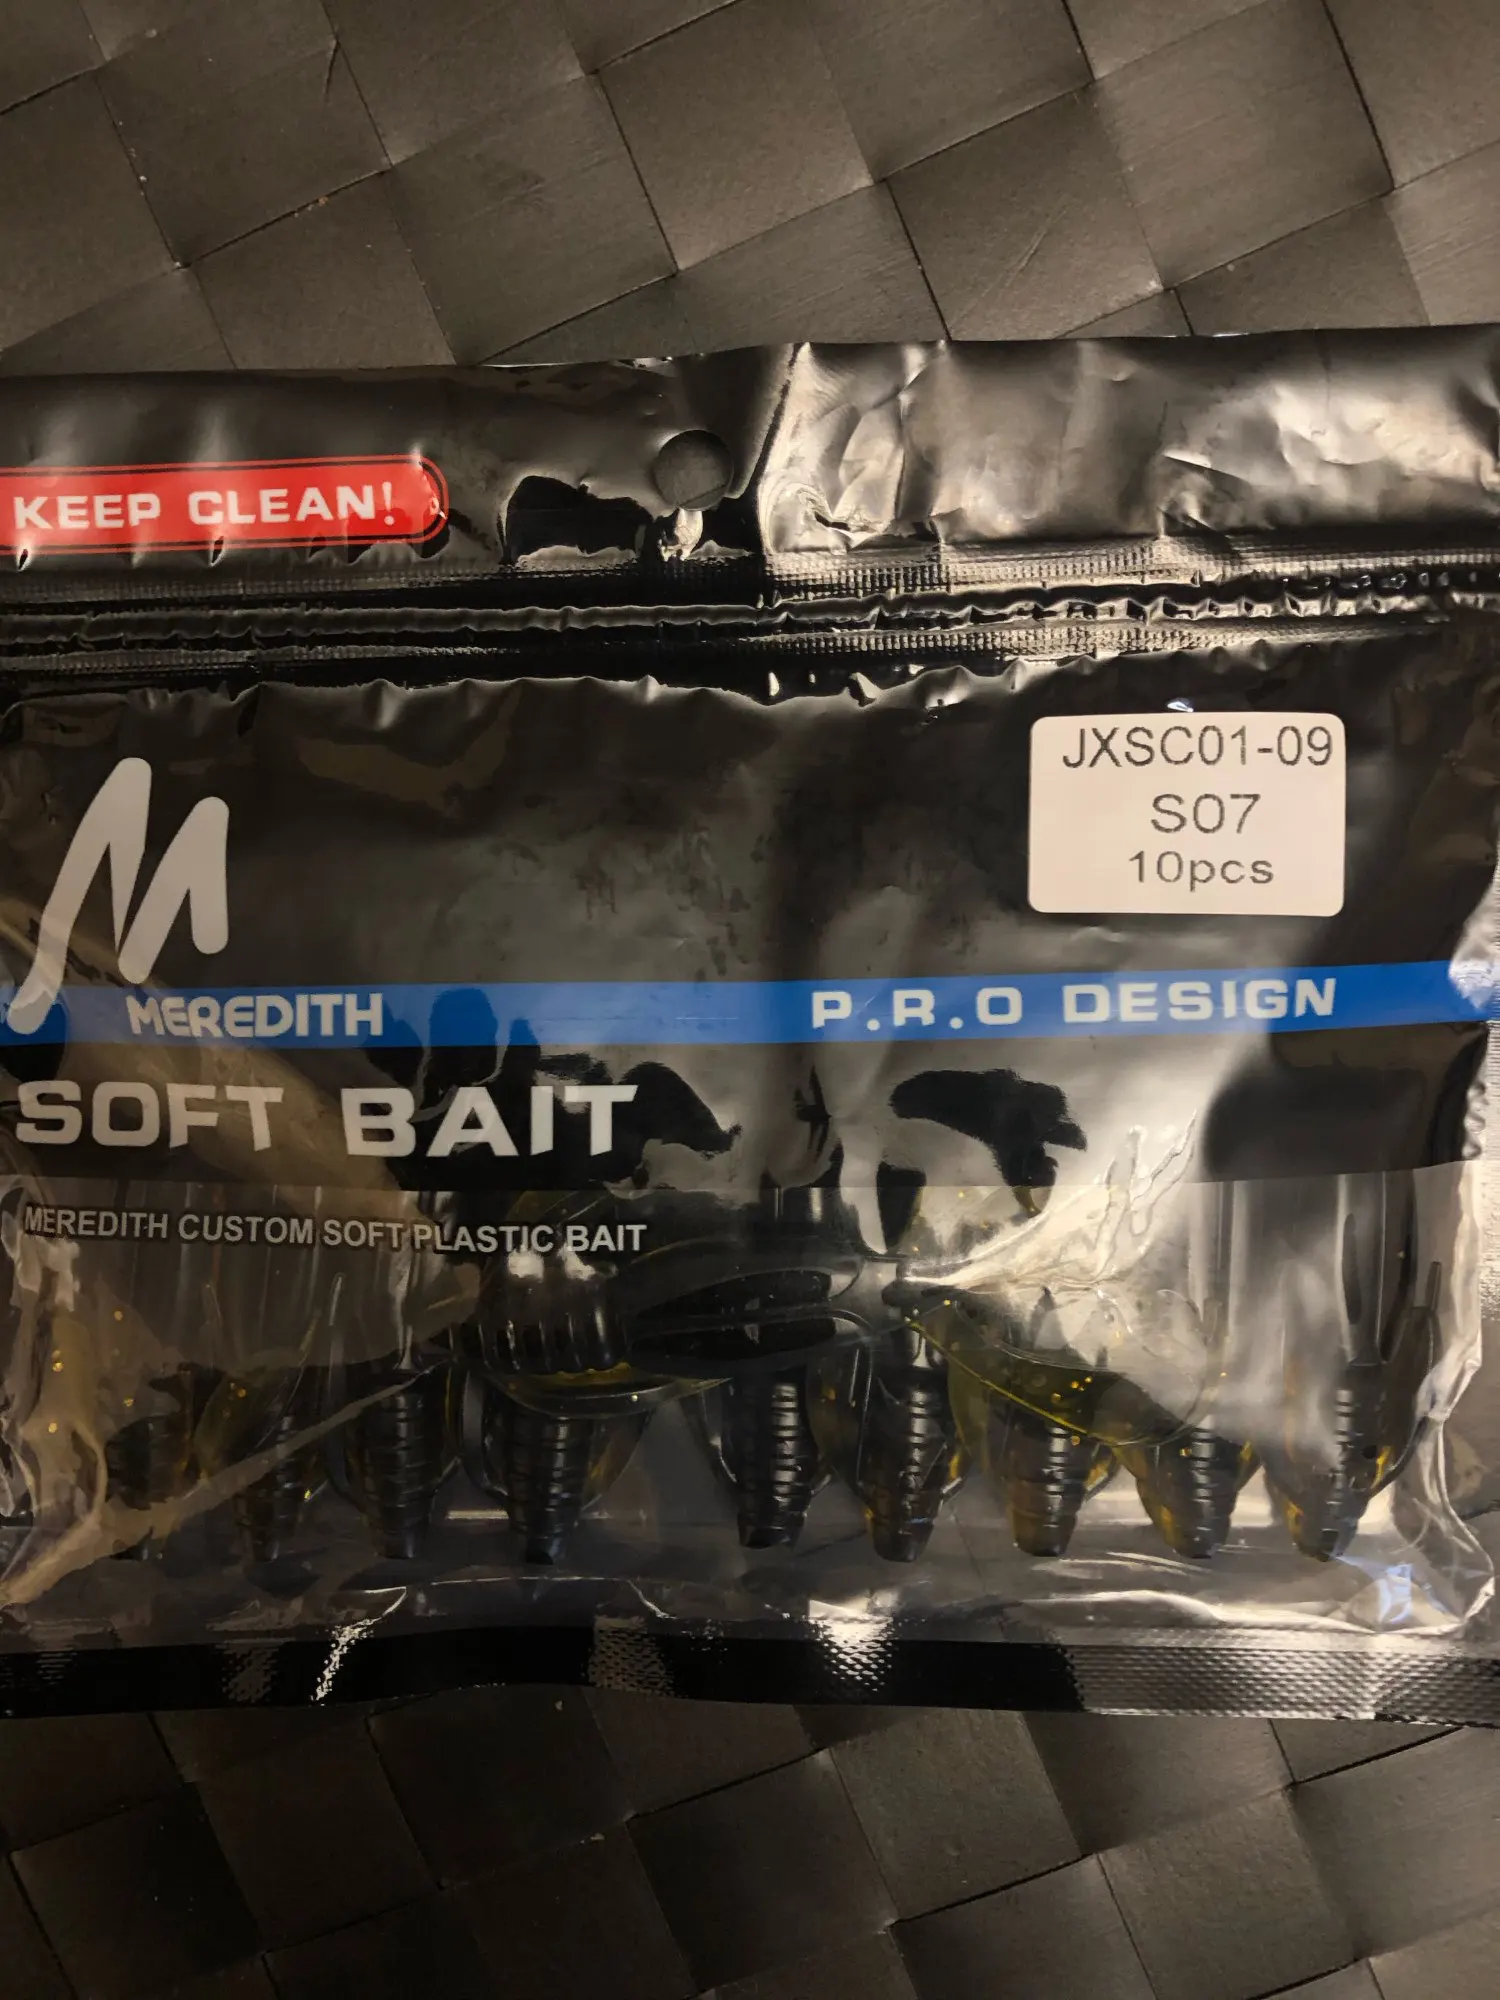 KEEP CLEAN!
JXSC01-09
S07
10pcs
M
MEREDITH
P.R.O DESIGN
SOFT BAIT
MEREDITH CUSTOM SOFT PLASTIC BAIT